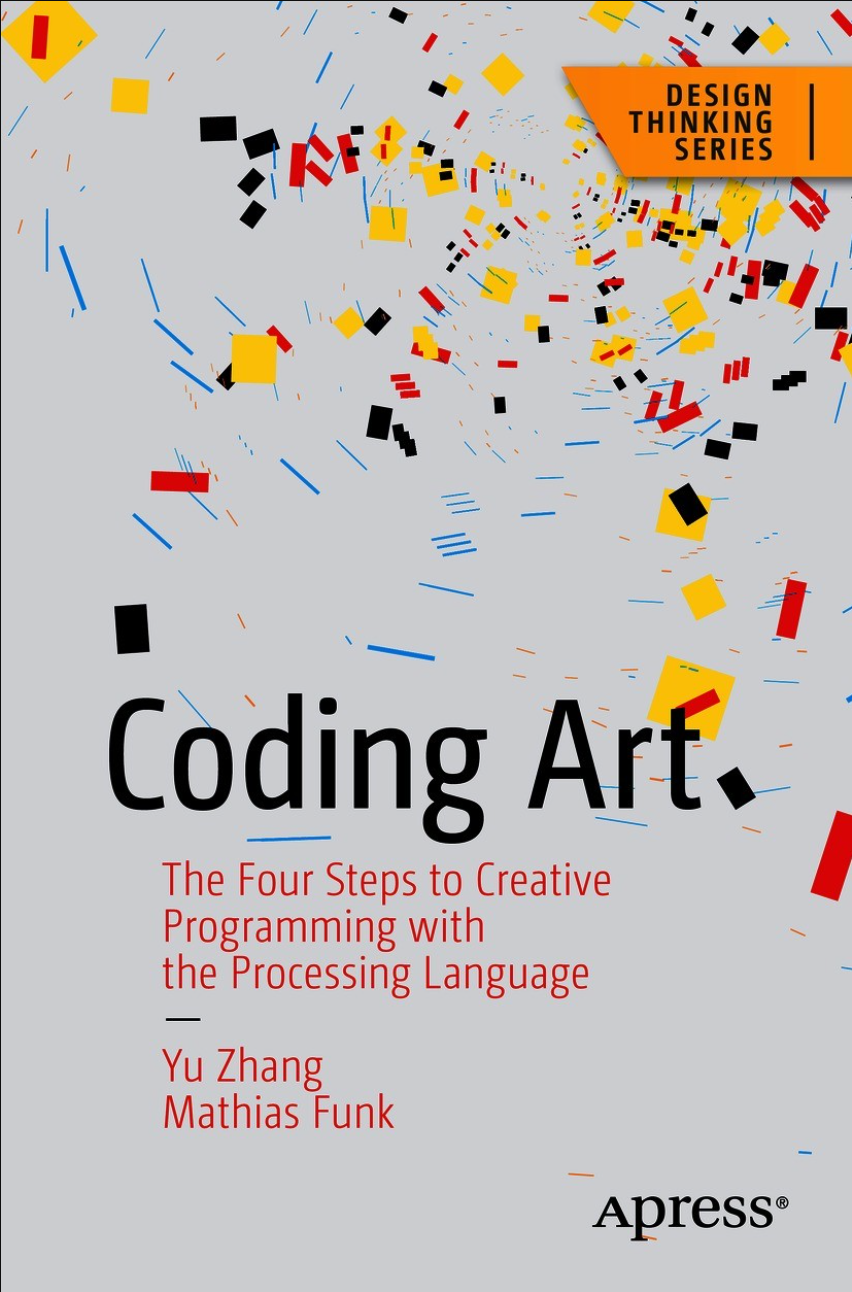 DESIGN
THINKING
SERIES
Coding Art
The Four Steps to Creative
Programming with
the Processing Language
Yu Zhang
Mathias Funk
Apress®